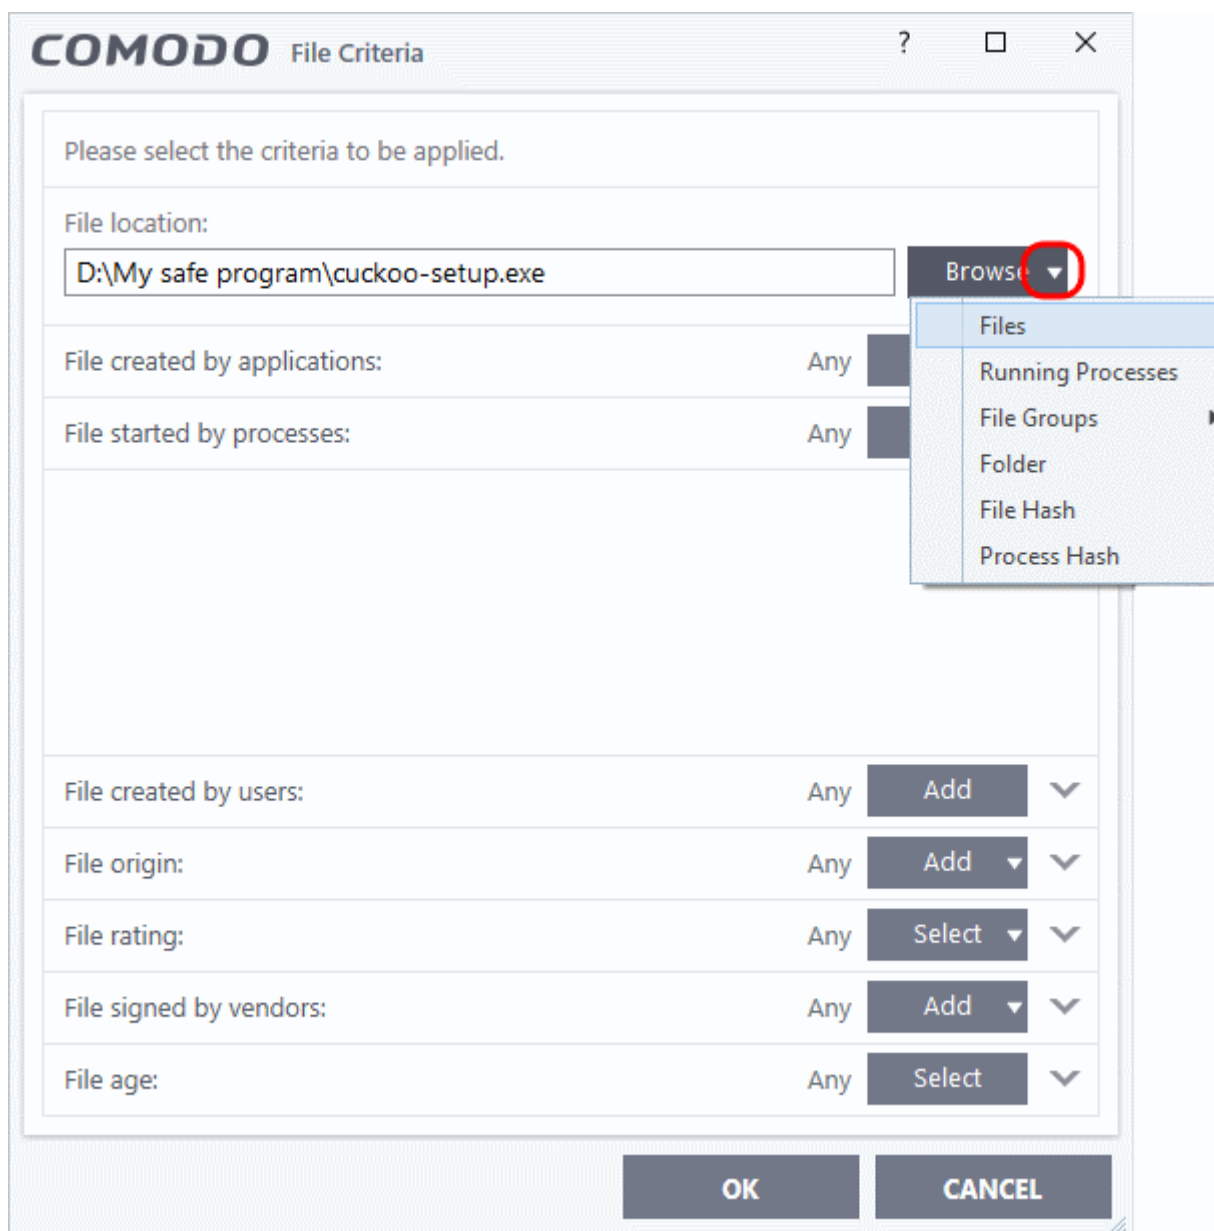 COMODO File Criteria ?
Please select the criteria to be applied.
File location:
D:\My safe program\cuckoo-setup.exe Browse
Files
File created by applications: Any
Running Processes
File Groups
File started by processes: Any
Folder
File Hash
Process Hash
File created by users: Any Add
File origin: Any Add
File rating: Any Select
File signed by vendors: Any Add
File age: Any Select
OK CANCEL